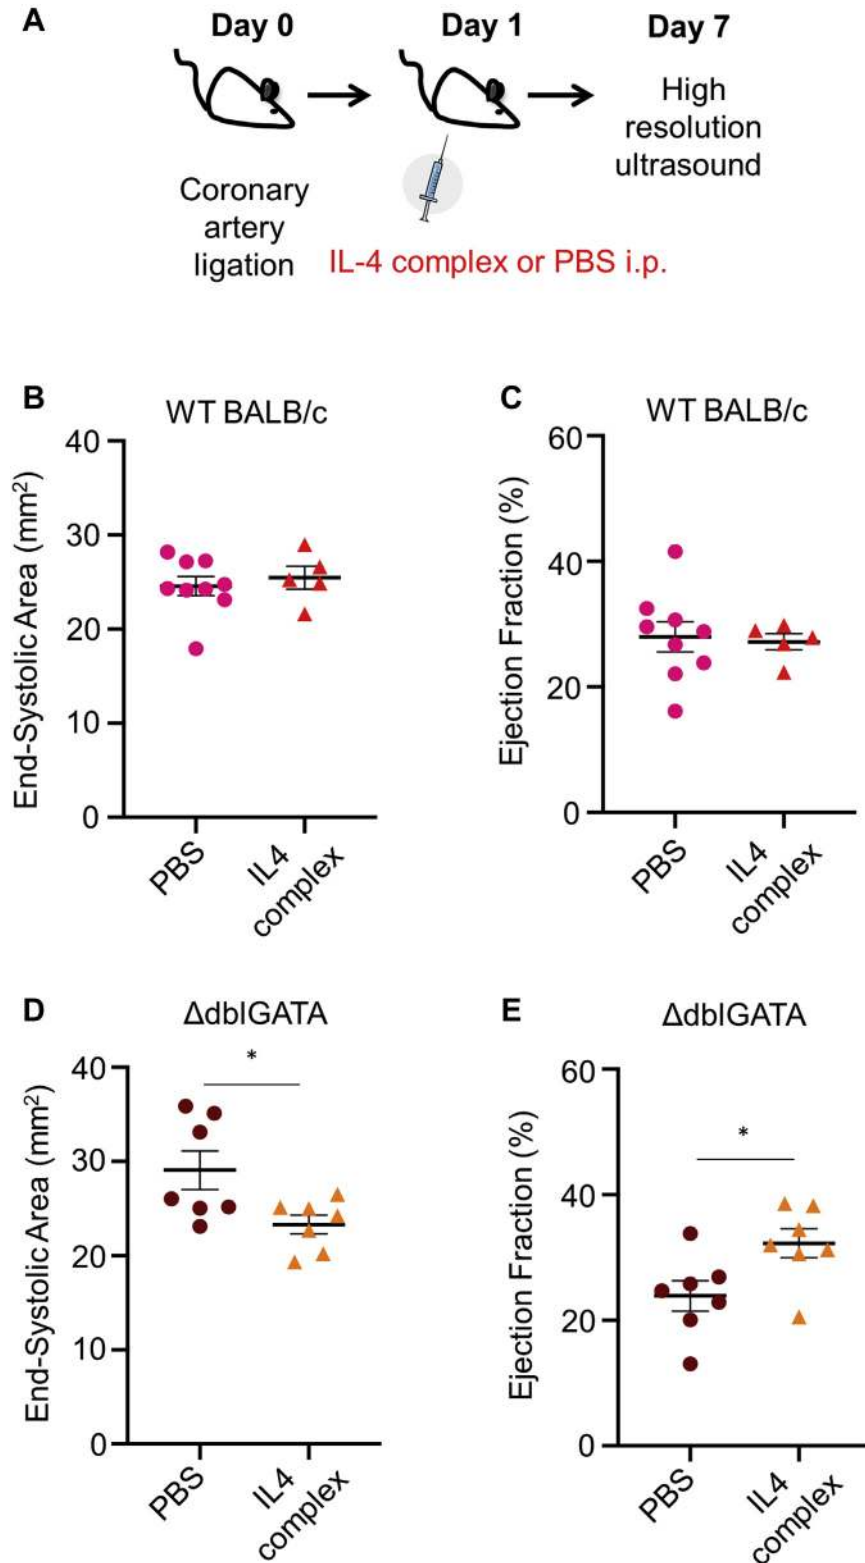 A
Day 0
Day 1
Day 7
Coronary
artery
ligation
IL-4 complex or PBS i.p.
High
resolution
ultrasound
B
WT BALB/c
End-Systolic Area (mm²)
40
30
20
10
0
PBS
IL4
complex
C
WT BALB/c
Ejection Fraction (%)
60
40
20
0
PBS
IL4
complex
D
ΔdblGATA
*
End-Systolic Area (mm²)
40
30
20
10
0
PBS
IL4
complex
E
ΔdblGATA
*
Ejection Fraction (%)
60
40
20
0
PBS
IL4
complex